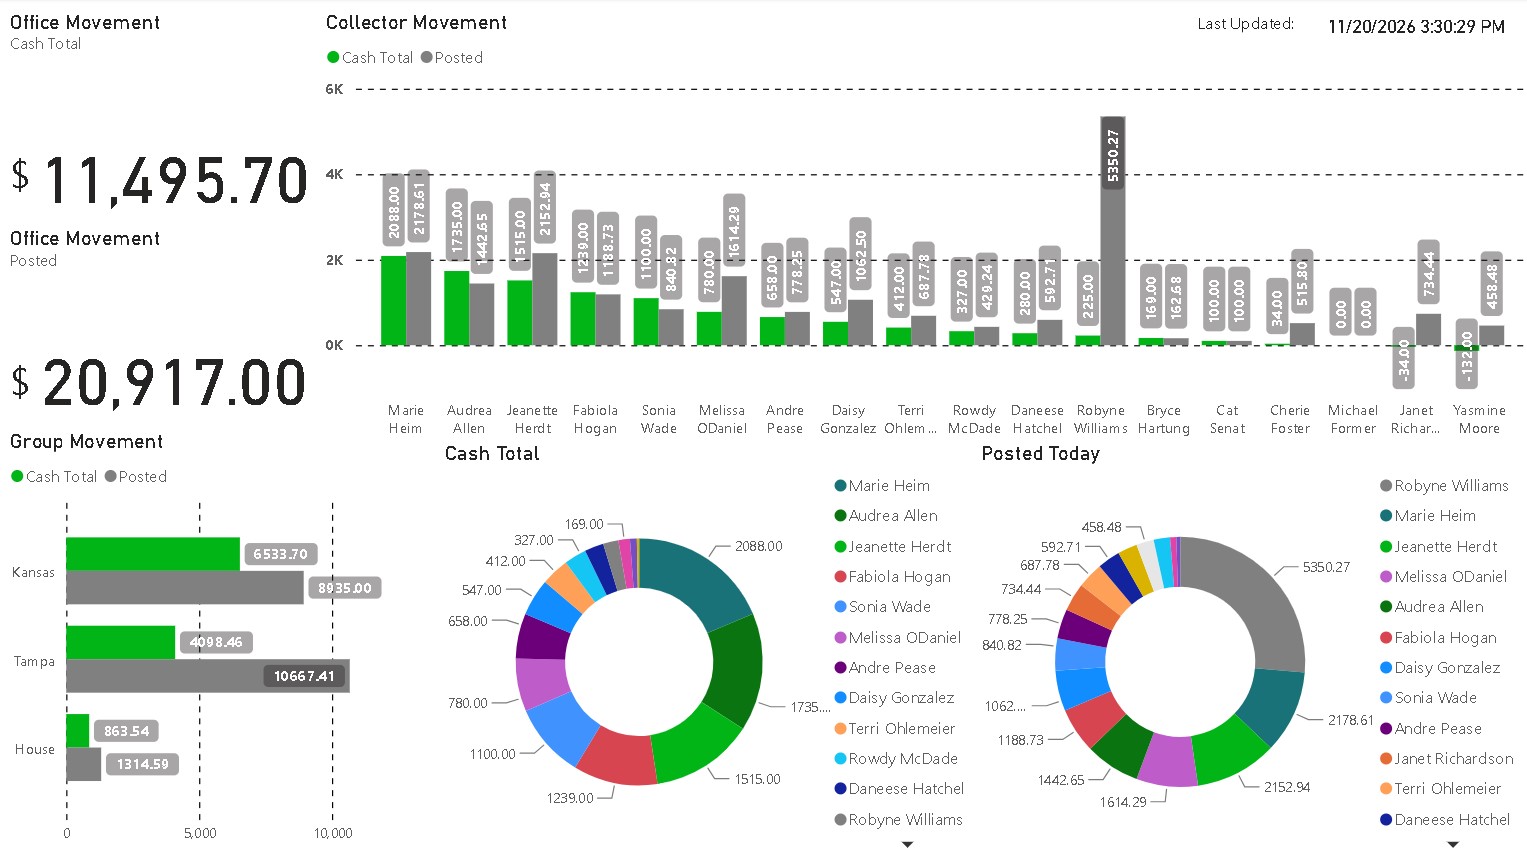 Office Movement
Cash Total
$ 11,495.70
Office Movement
Posted
$ 20,917.00
Collector Movement
Last Updated: 11/20/2026 3:30:29 PM
Cash Total Posted
6K
4K
2K
0K
2088.00 2178.61 1735.00 1442.65 1515.00 2152.94 1239.00 1188.73 1100.00 840.82 780.00 1614.29 658.00 778.25 547.00 1062.50 412.00 687.78 327.00 429.24 280.00 592.71 225.00 5350.27 169.00 162.68 100.00 100.00 34.00 515.80 0.00 0.00 -34.00 734.44 -132.00 458.48
Marie Heim
Audrea Allen
Jeanette Herdt
Fabiola Hogan
Sonia Wade
Melissa ODaniel
Andre Pease
Daisy Gonzalez
Terri Ohlem...
Rowdy McDade
Daneese Hatchel
Robyne Williams
Bryce Hartung
Cat Senat
Cherie Foster
Michael Former
Janet Richar...
Yasmine Moore
Group Movement
Cash Total Posted
Kansas
6533.70
8935.00
Tampa
4098.46
10667.41
House
863.54
1314.59
0 5,000 10,000
Cash Total
169.00
327.00
412.00
547.00
658.00
780.00
1100.00
1239.00
2088.00
1735....
1515.00
Marie Heim
Audrea Allen
Jeanette Herdt
Fabiola Hogan
Sonia Wade
Melissa ODaniel
Andre Pease
Daisy Gonzalez
Terri Ohlemeier
Rowdy McDade
Daneese Hatchel
Robyne Williams
Posted Today
458.48
592.71
687.78
734.44
778.25
840.82
1062....
1188.73
1442.65
1614.29
5350.27
2178.61
2152.94
Robyne Williams
Marie Heim
Jeanette Herdt
Melissa ODaniel
Audrea Allen
Fabiola Hogan
Daisy Gonzalez
Sonia Wade
Andre Pease
Janet Richardson
Terri Ohlemeier
Daneese Hatchel